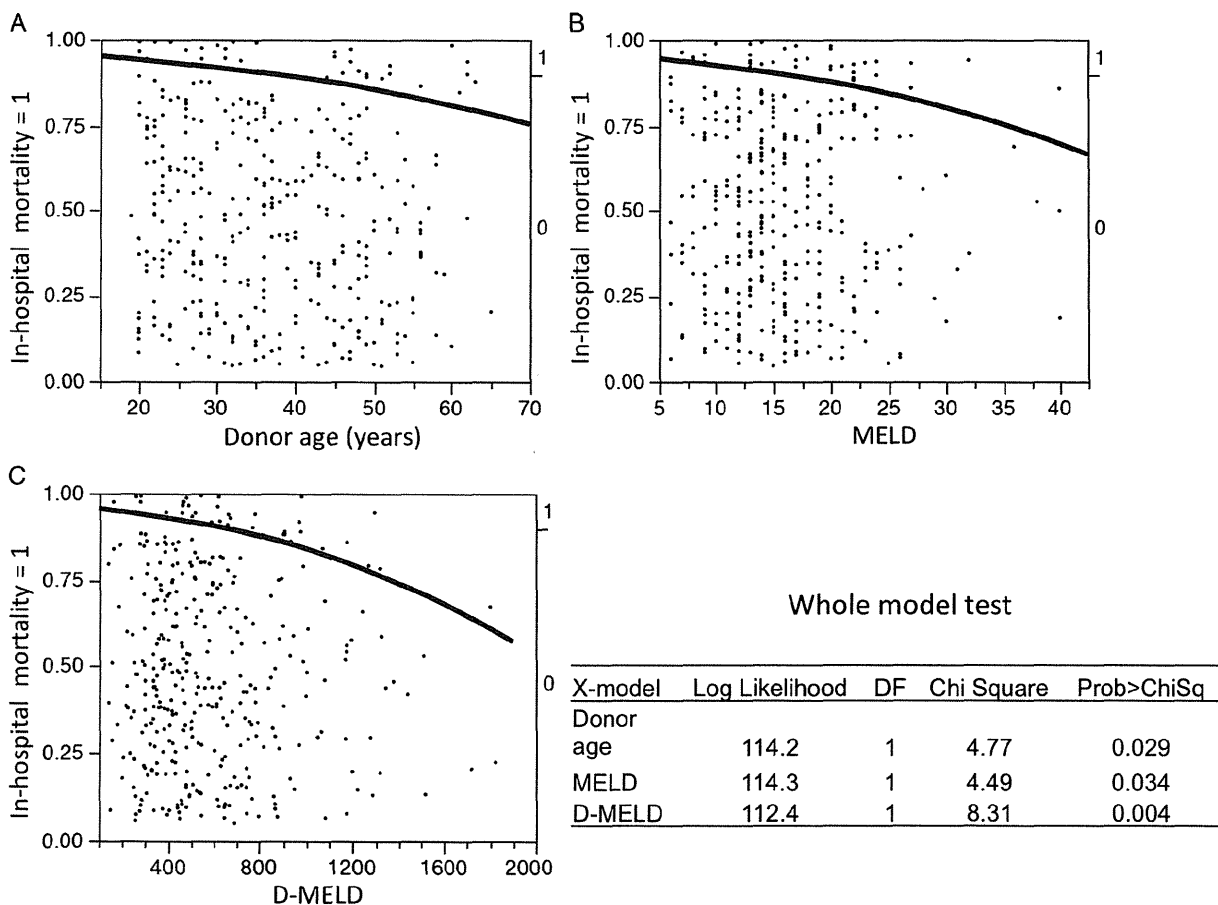 A
In-hospital mortality = 1
1.00
0.75
0.50
0.25
0.00
1
0
20 30 40 50 60 70
Donor age (years)
B
In-hospital mortality = 1
1.00
0.75
0.50
0.25
0.00
1
0
5 10 15 20 25 30 35 40
MELD
C
In-hospital mortality = 1
1.00
0.75
0.50
0.25
0.00
1
0
400 800 1200 1600 2000
D-MELD
Whole model test
X-model Log Likelihood DF Chi Square Prob>ChiSq
Donor
age 114.2 1 4.77 0.029
MELD 114.3 1 4.49 0.034
D-MELD 112.4 1 8.31 0.004